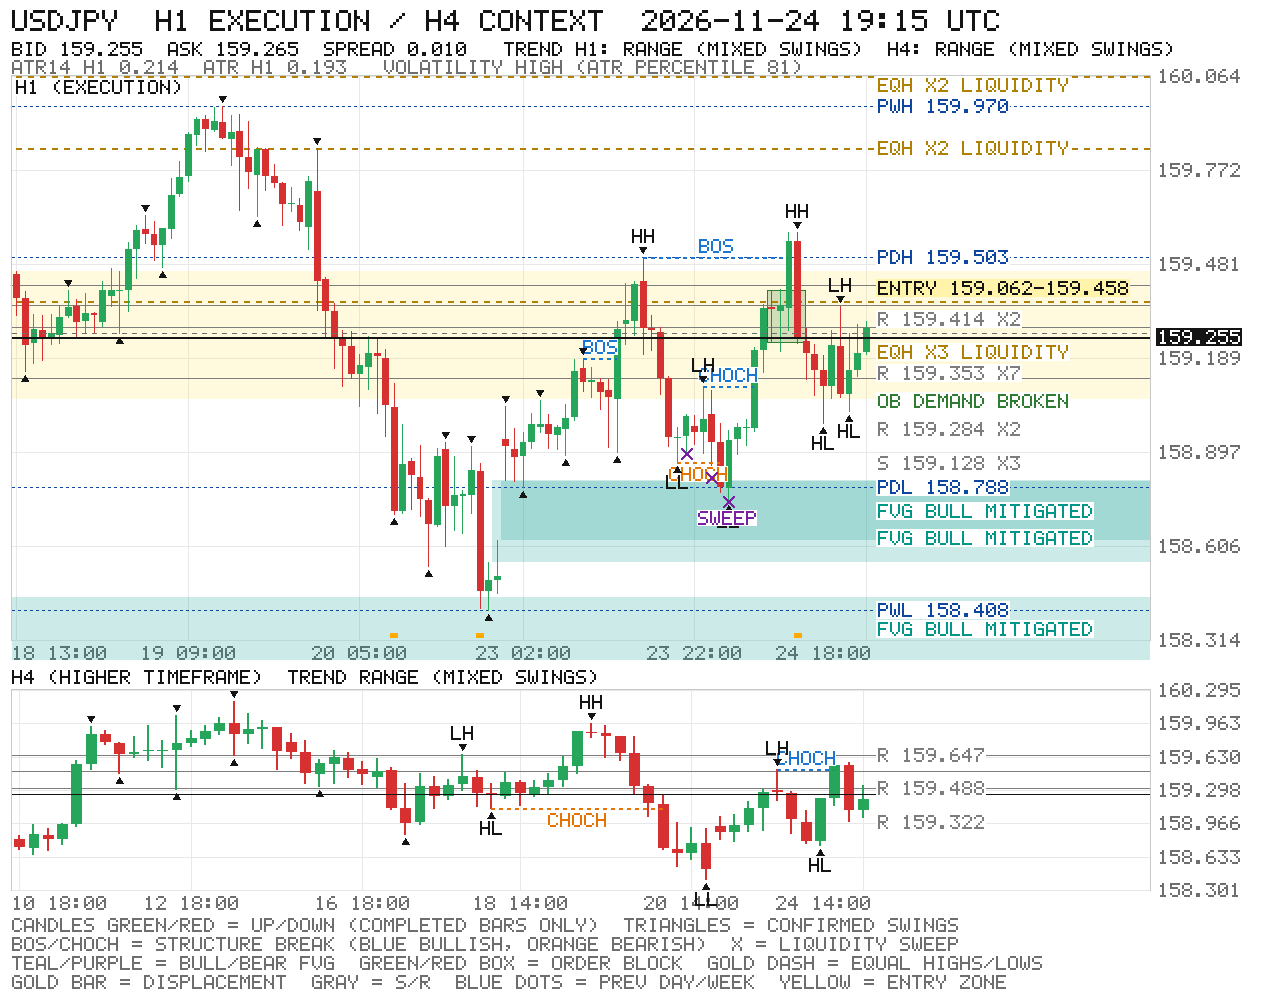 USDJPY  H1 EXECUTION / H4 CONTEXT  2026-11-24 19:15 UTC
BID 159.255  ASK 159.265  SPREAD 0.010  TREND H1: RANGE (MIXED SWINGS)  H4: RANGE (MIXED SWINGS)
ATR14 H1 0.214  ATR H1 0.193  VOLATILITY HIGH (ATR PERCENTILE 81)
H1 (EXECUTION)
160.064
EQH X2 LIQUIDITY
PWH 159.970
EQH X2 LIQUIDITY
159.772
HH
HH
BOS
PDH 159.503
159.481
LH
ENTRY 159.062-159.458
R 159.414 X2
159.255
BOS
EQH X3 LIQUIDITY
159.189
LH
CHOCH
R 159.353 X7
OB DEMAND BROKEN
R 159.284 X2
HL
HL
158.897
S 159.128 X3
CHOCH
LL
PDL 158.788
SWEEP
FVG BULL MITIGATED
FVG BULL MITIGATED
158.606
PWL 158.408
FVG BULL MITIGATED
158.314
18 13:00  19 09:00  20 05:00  23 02:00  23 22:00  24 18:00
H4 (HIGHER TIMEFRAME)  TREND RANGE (MIXED SWINGS)
160.295
HH
159.963
LH
LH
CHOCH
R 159.647
159.630
R 159.488
159.298
HL
CHOCH
R 159.322
158.966
HL
158.633
158.301
LL
10 18:00  12 18:00  16 18:00  18 14:00  20 14:00  24 14:00
CANDLES GREEN/RED = UP/DOWN (COMPLETED BARS ONLY)  TRIANGLES = CONFIRMED SWINGS
BOS/CHOCH = STRUCTURE BREAK (BLUE BULLISH, ORANGE BEARISH)  X = LIQUIDITY SWEEP
TEAL/PURPLE = BULL/BEAR FVG  GREEN/RED BOX = ORDER BLOCK  GOLD DASH = EQUAL HIGHS/LOWS
GOLD BAR = DISPLACEMENT  GRAY = S/R  BLUE DOTS = PREV DAY/WEEK  YELLOW = ENTRY ZONE